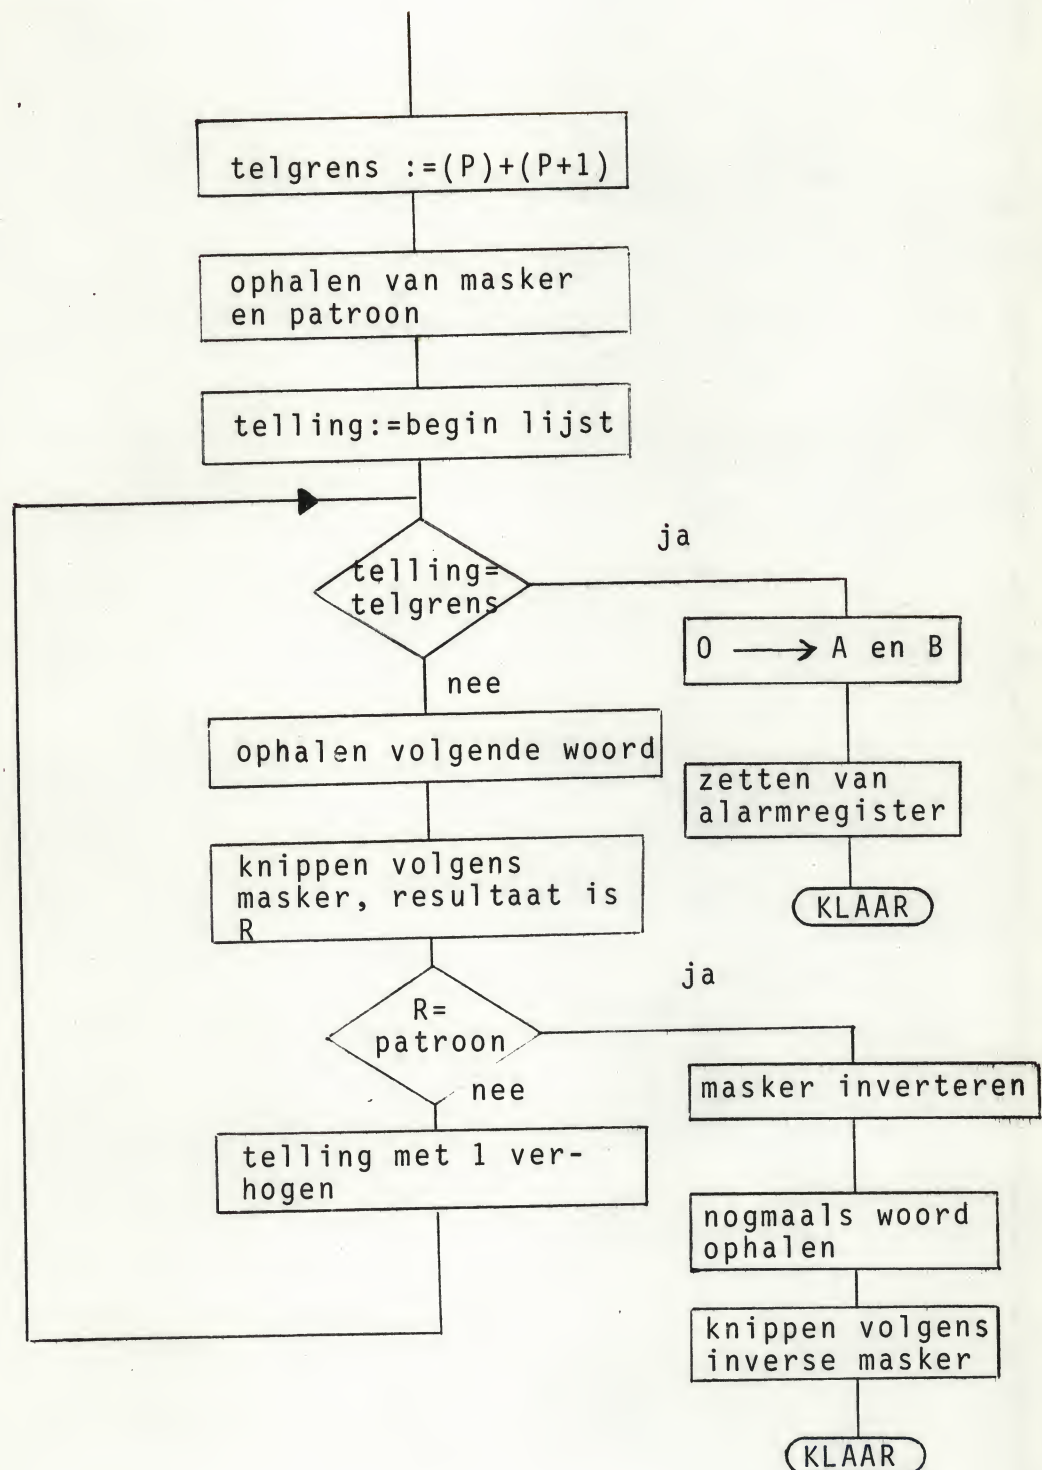 telgrens :=(P)+(P+1)
ophalen van masker
en patroon
telling:=begin lijst
telling=
telgrens
ja
0 ⟶ A en B
nee
ophalen volgende woord
zetten van
alarmregister
knippen volgens
masker, resultaat is
R
KLAAR
R=
patroon
ja
nee
masker inverteren
telling met 1 ver-
hogen
nogmaals woord
ophalen
knippen volgens
inverse masker
KLAAR